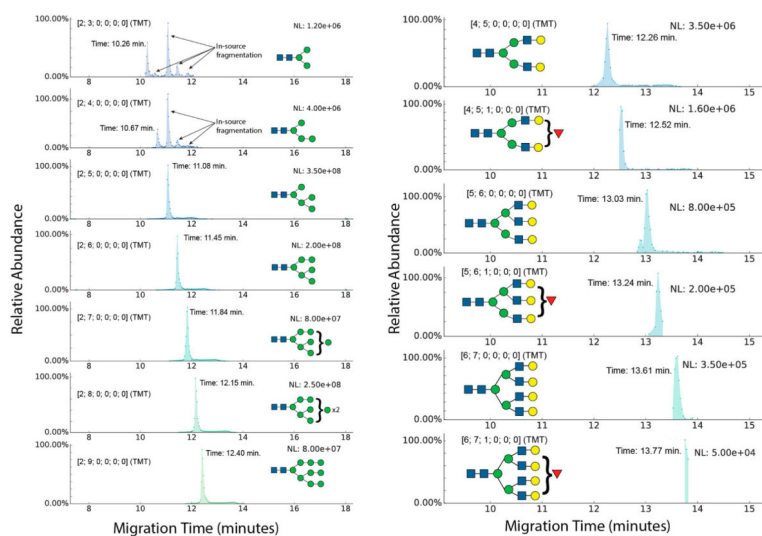 [2; 3; 0; 0; 0; 0] (TMT)
NL: 1.20e+06
Time: 10.26 min.
In-source
fragmentation
0.00%
8 10 12 14 16 18
100.00%
[2; 4; 0; 0; 0; 0] (TMT)
NL: 4.00e+06
Time: 10.67 min.
In-source
fragmentation
0.00%
8 10 12 14 16 18
100.00%
[2; 5; 0; 0; 0; 0] (TMT)
Time: 11.08 min.
NL: 3.50e+08
0.00%
8 10 12 14 16 18
100.00%
[2; 6; 0; 0; 0; 0] (TMT)
Time: 11.45 min.
NL: 2.00e+08
0.00%
8 10 12 14 16 18
100.00%
[2; 7; 0; 0; 0; 0] (TMT)
Time: 11.84 min.
NL: 8.00e+07
0.00%
8 10 12 14 16 18
100.00%
[2; 8; 0; 0; 0; 0] (TMT)
Time: 12.15 min.
NL: 2.50e+08
x2
0.00%
8 10 12 14 16 18
100.00%
[2; 9; 0; 0; 0; 0] (TMT)
Time: 12.40 min.
NL: 8.00e+07
0.00%
8 10 12 14 16 18
Relative Abundance
Migration Time (minutes)
100.00%
[4; 5; 0; 0; 0; 0] (TMT)
NL: 3.50e+06
Time: 12.26 min.
0.00%
10 11 12 13 14 15
100.00%
[4; 5; 1; 0; 0; 0] (TMT)
NL: 1.60e+06
Time: 12.52 min.
0.00%
10 11 12 13 14 15
100.00%
[5; 6; 0; 0; 0; 0] (TMT)
Time: 13.03 min.
NL: 8.00e+05
0.00%
10 11 12 13 14 15
100.00%
[5; 6; 1; 0; 0; 0] (TMT)
Time: 13.24 min.
NL: 2.00e+05
0.00%
10 11 12 13 14 15
100.00%
[6; 7; 0; 0; 0; 0] (TMT)
Time: 13.61 min.
NL: 3.50e+05
0.00%
10 11 12 13 14 15
100.00%
[6; 7; 1; 0; 0; 0] (TMT)
Time: 13.77 min.
NL: 5.00e+04
0.00%
10 11 12 13 14 15
Relative Abundance
Migration Time (minutes)